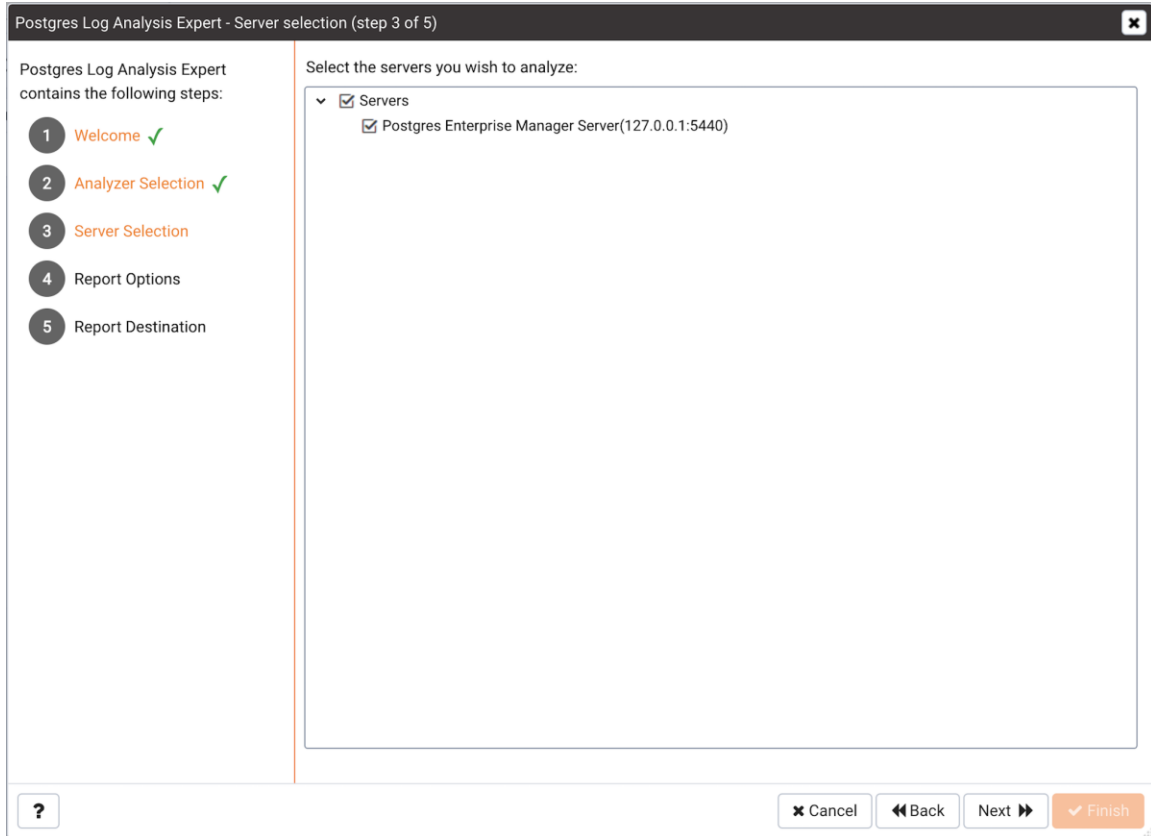 Postgres Log Analysis Expert - Server selection (step 3 of 5)
Postgres Log Analysis Expert
contains the following steps:
1 Welcome
2 Analyzer Selection
3 Server Selection
4 Report Options
5 Report Destination
Select the servers you wish to analyze:
Servers
Postgres Enterprise Manager Server(127.0.0.1:5440)
?
Cancel
Back
Next
Finish